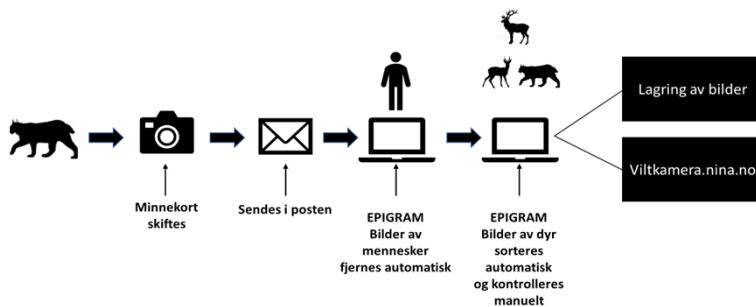 Minnekort
skiftes
Sendes i posten
EPIGRAM
Bilder av
mennesker
fjernes automatisk
EPIGRAM
Bilder av dyr
sorteres
automatisk
og kontrolleres
manuelt
Lagring av bilder
Viltkamera.nina.no